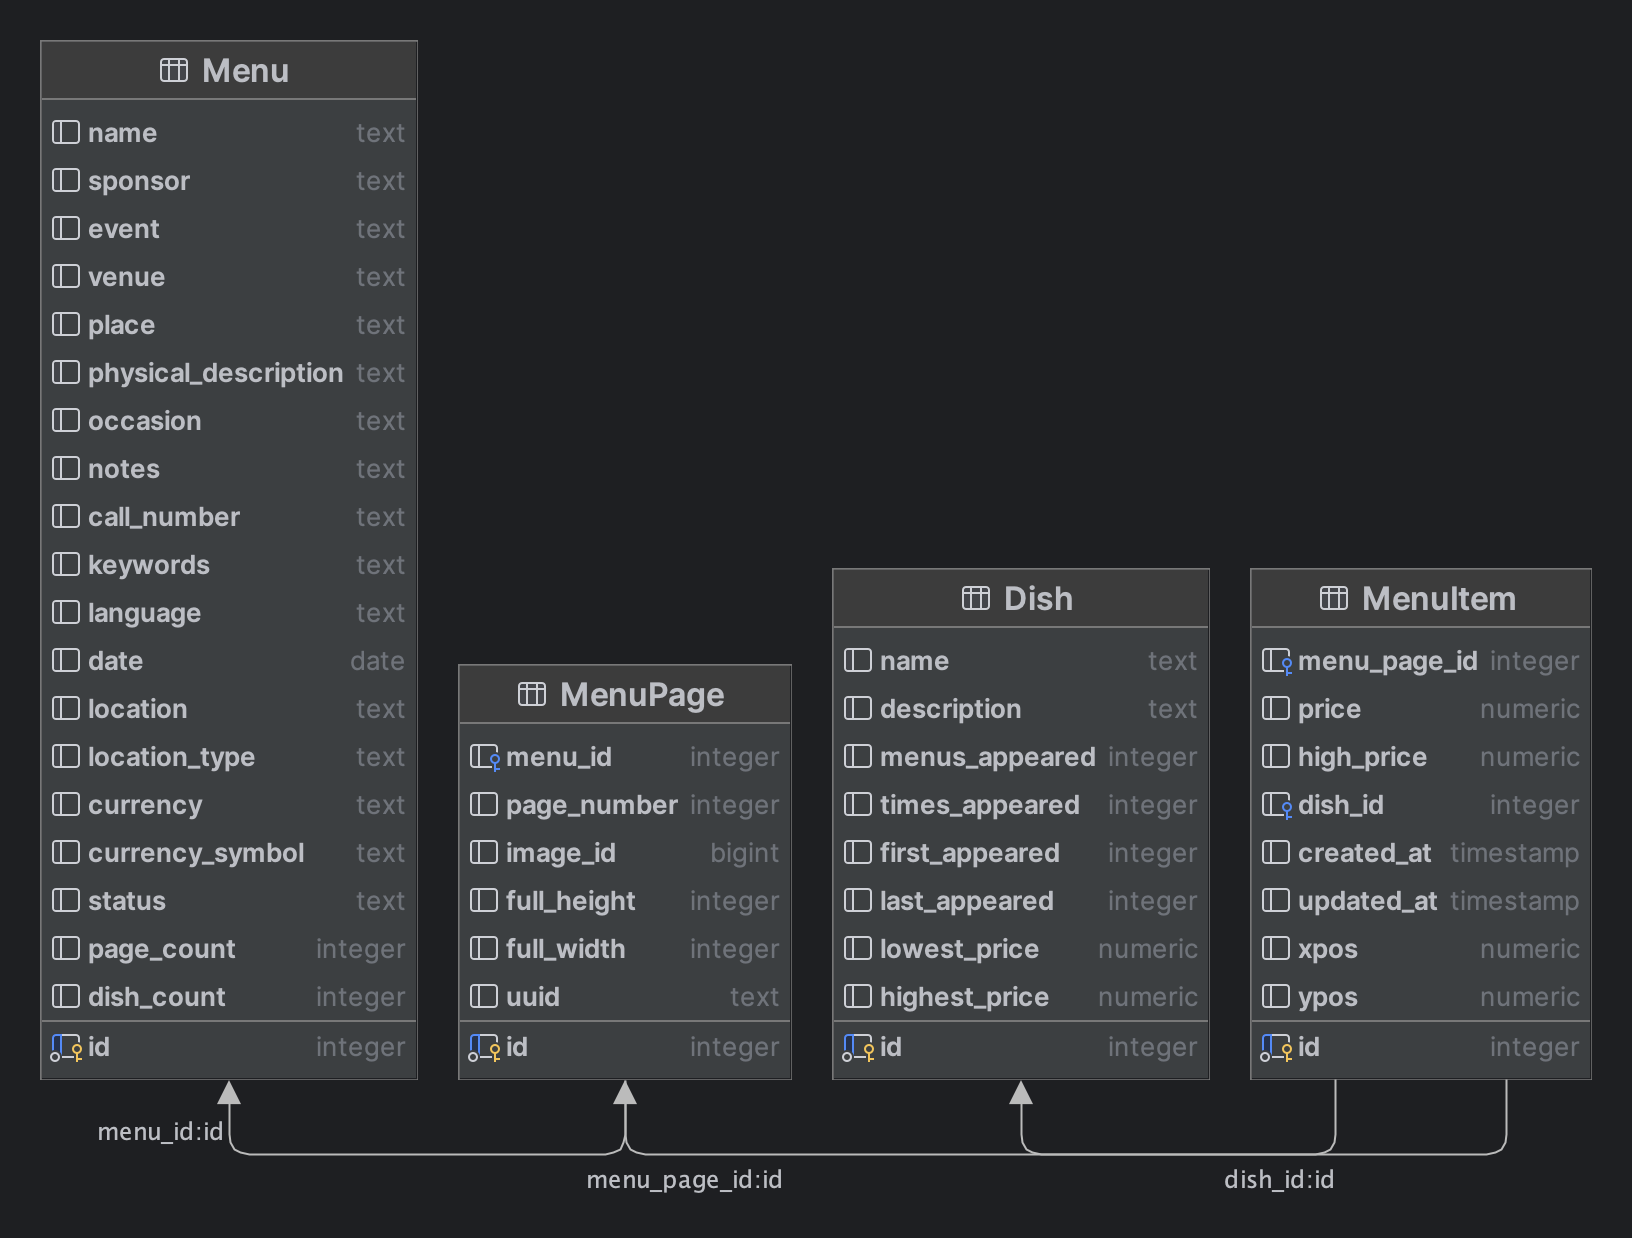 Menu
name text
sponsor text
event text
venue text
place text
physical_description text
occasion text
notes text
call_number text
keywords text
language text
date date
location text
location_type text
currency text
currency_symbol text
status text
page_count integer
dish_count integer
id integer
MenuPage
menu_id integer
page_number integer
image_id bigint
full_height integer
full_width integer
uuid text
id integer
Dish
name text
description text
menus_appeared integer
times_appeared integer
first_appeared integer
last_appeared integer
lowest_price numeric
highest_price numeric
id integer
MenuItem
menu_page_id integer
price numeric
high_price numeric
dish_id integer
created_at timestamp
updated_at timestamp
xpos numeric
ypos numeric
id integer
menu_id:id
menu_page_id:id
dish_id:id